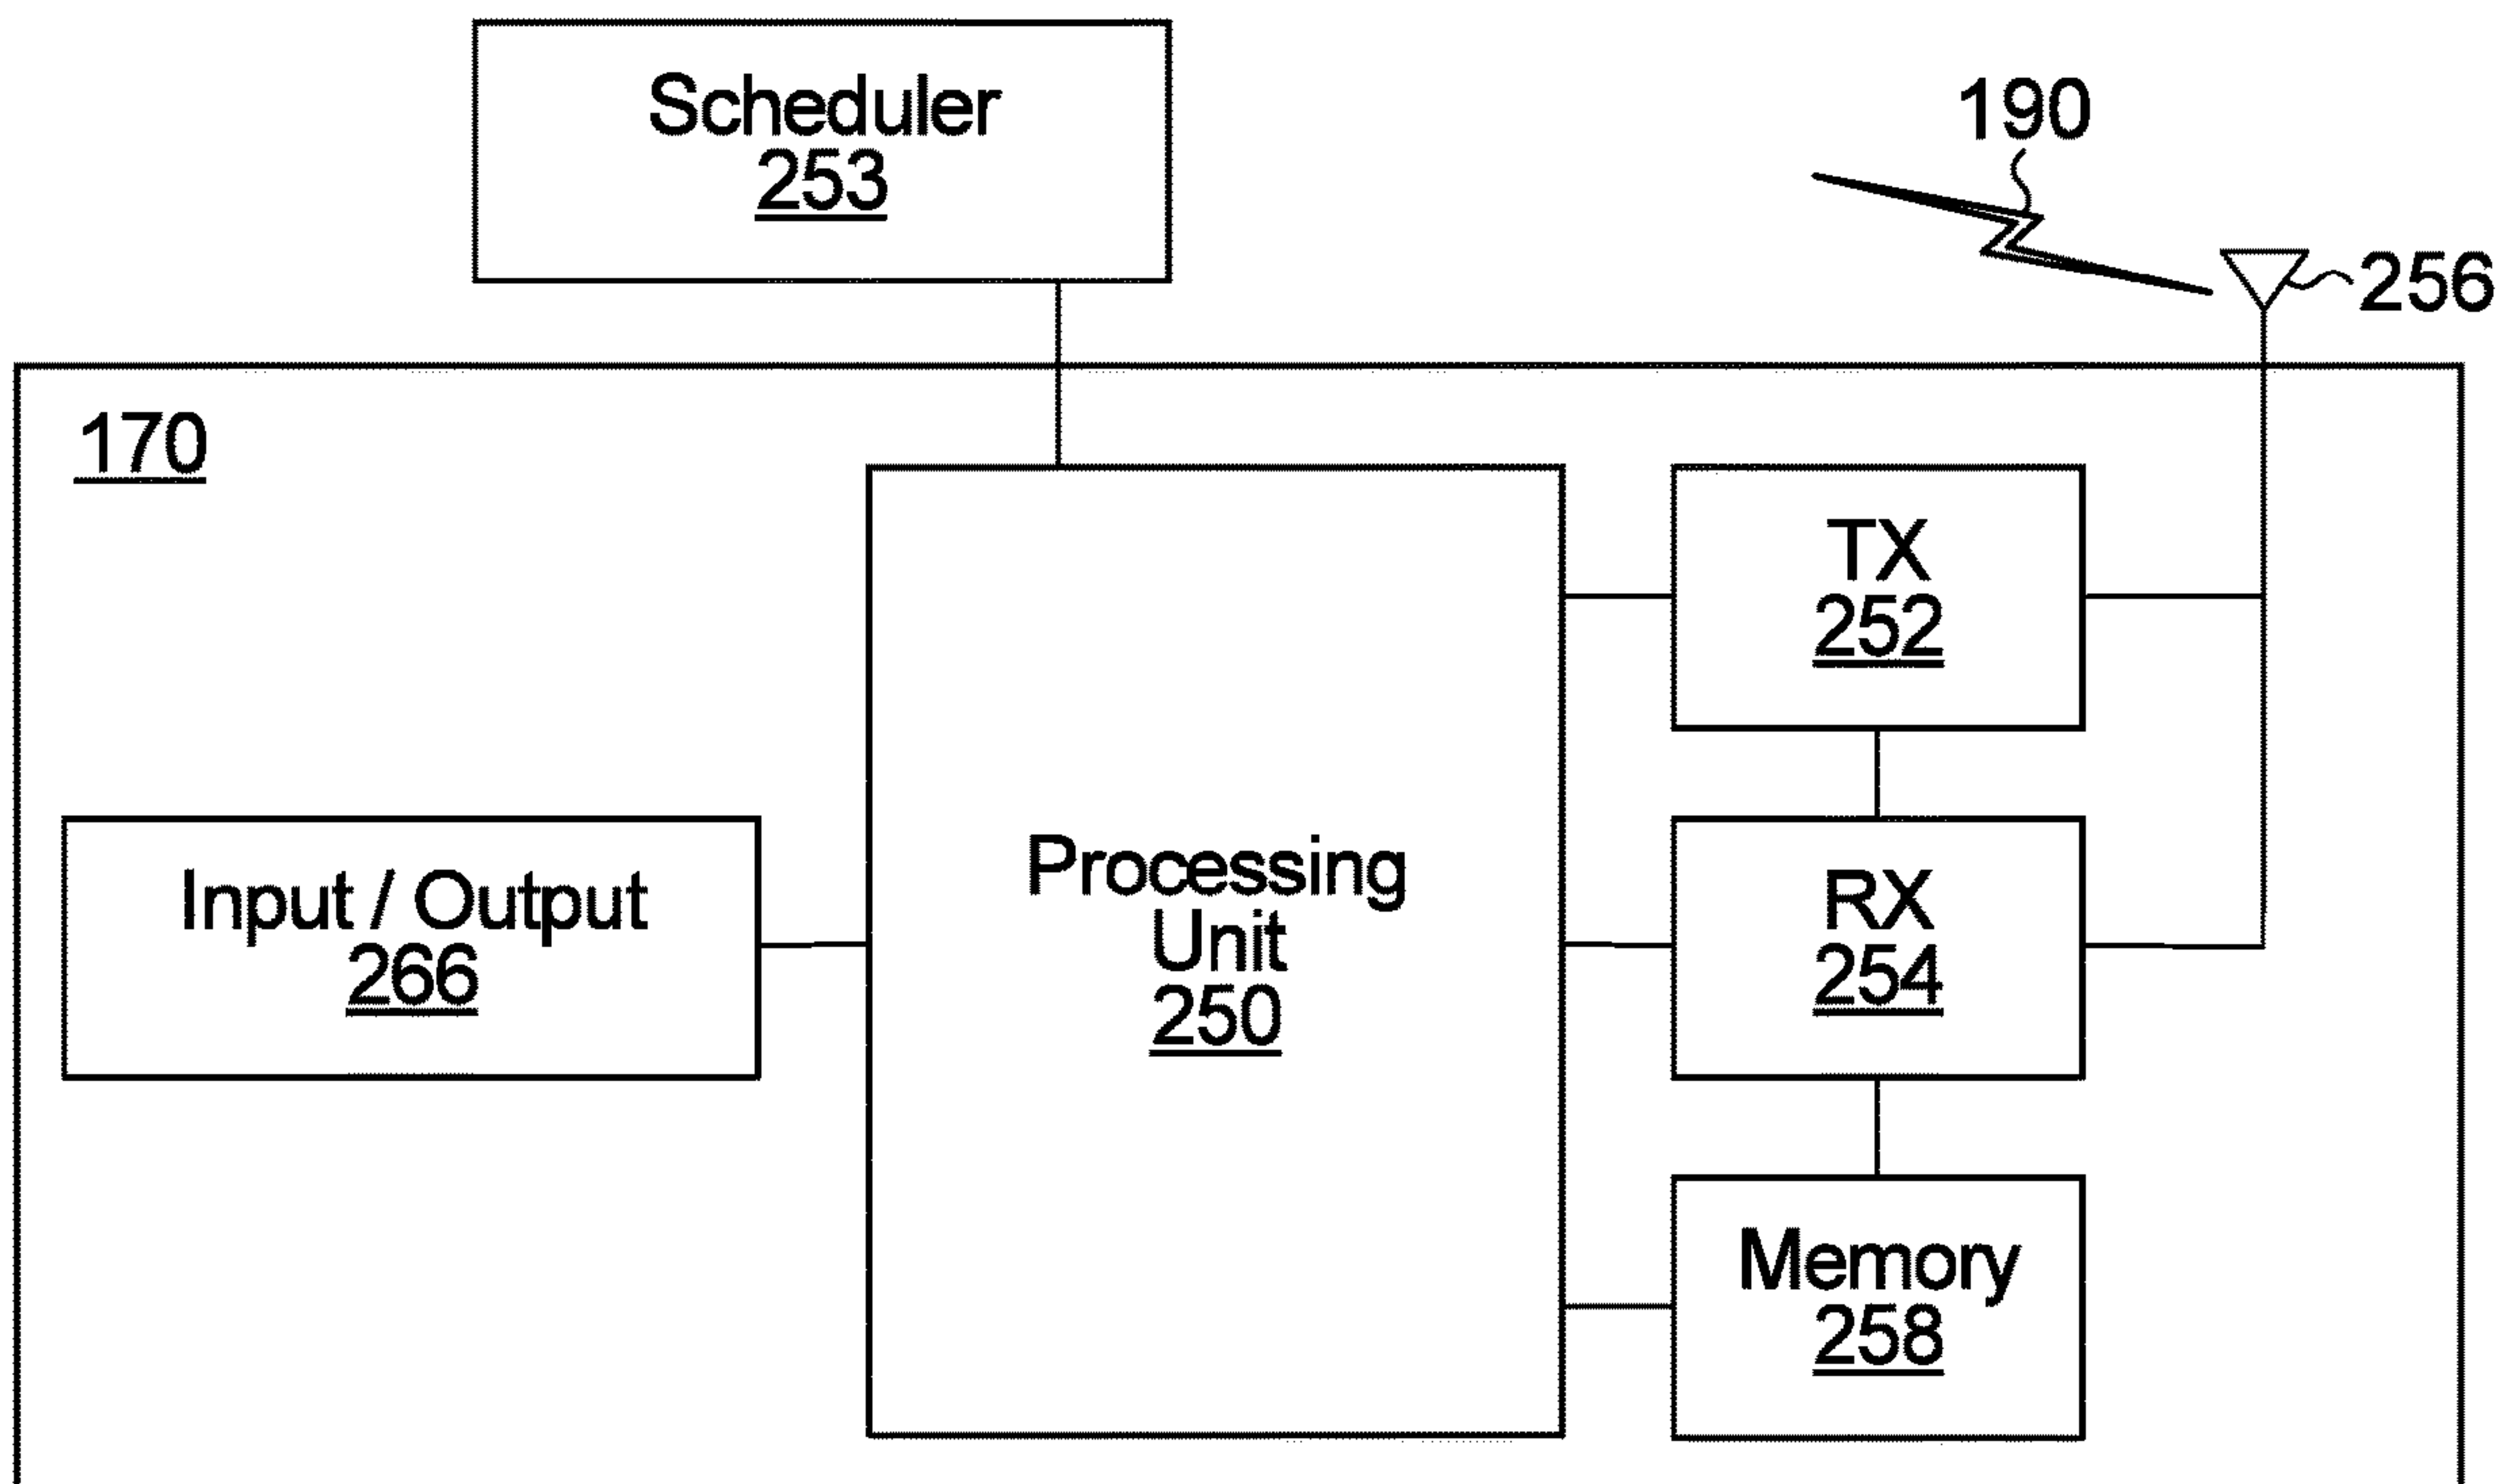 Scheduler
253
190
256
170
TX
252
Input / Output
266
Processing
Unit
250
RX
254
Memory
258